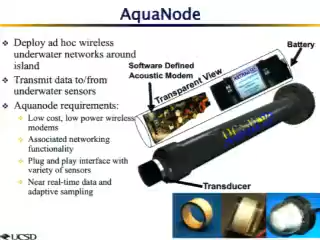 AquaNode
Deploy ad hoc wireless
underwater networks around
island
Transmit data to/from
underwater sensors
Aquanode requirements:
Low cost, low power wireless
modems
Associated networking
functionality
Plug and play interface with
variety of sensors
Near real-time data and
adaptive sampling
Battery
Software Defined
Acoustic Modem
Transparent View
Transducer
UCSD